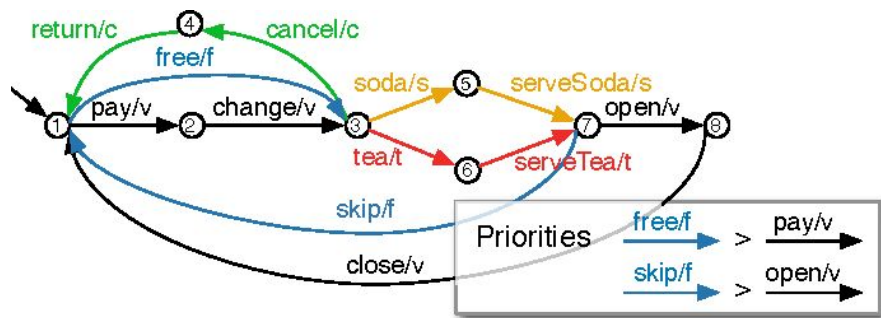 4
return/c
cancel/c
free/f
soda/s
5
serveSoda/s
1
pay/v
2
change/v
3
7
open/v
8
tea/t
6
serveTea/t
skip/f
close/v
Priorities
free/f > pay/v
skip/f > open/v